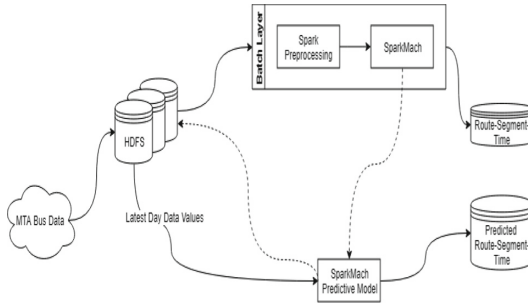 Batch Layer
Spark
Preprocessing
SparkMach
HDFS
Route-Segment-
Time
MTA Bus Data
Latest Day Data Values
Predicted
Route-Segment-
Time
SparkMach
Predictive Model